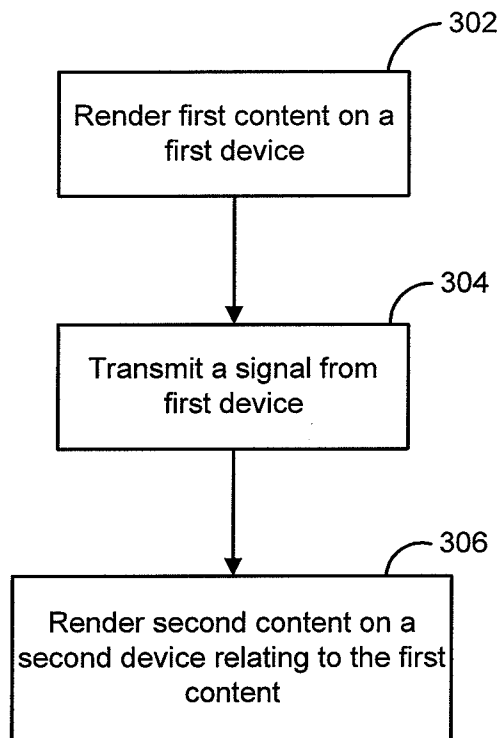 302
Render first content on a
first device
304
Transmit a signal from
first device
306
Render second content on a
second device relating to the first
content